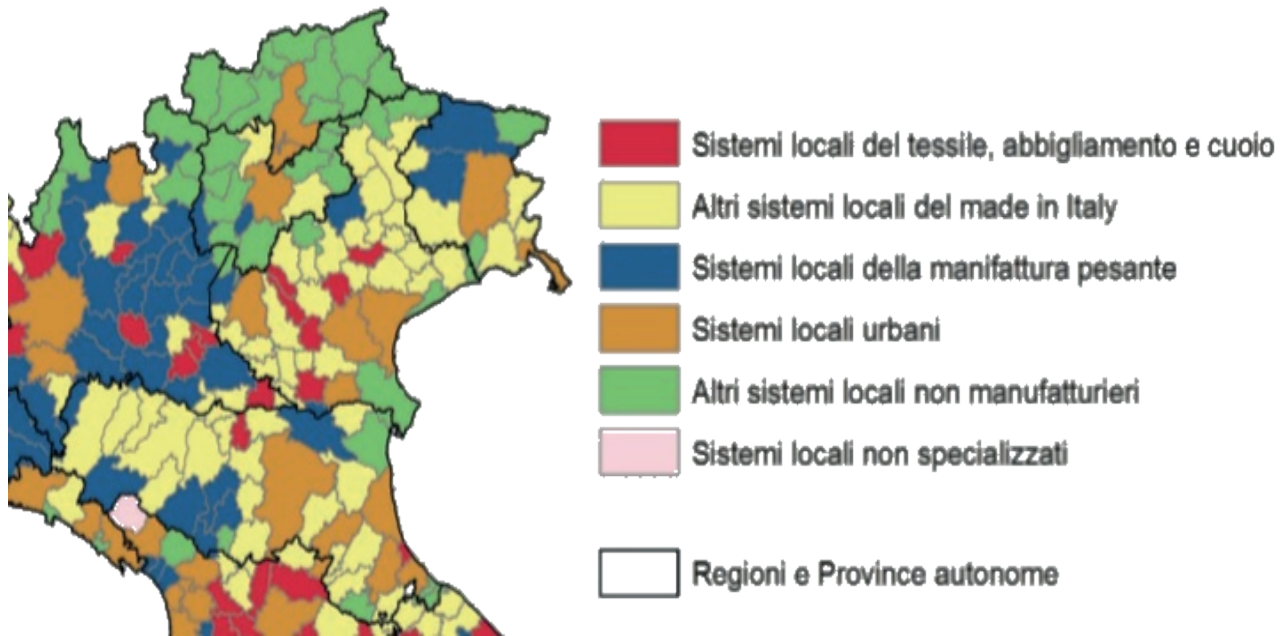 Sistemi locali del tessile, abbigliamento e cuoio
Altri sistemi locali del made in Italy
Sistemi locali della manifattura pesante
Sistemi locali urbani
Altri sistemi locali non manufatturieri
Sistemi locali non specializzati
Regioni e Province autonome